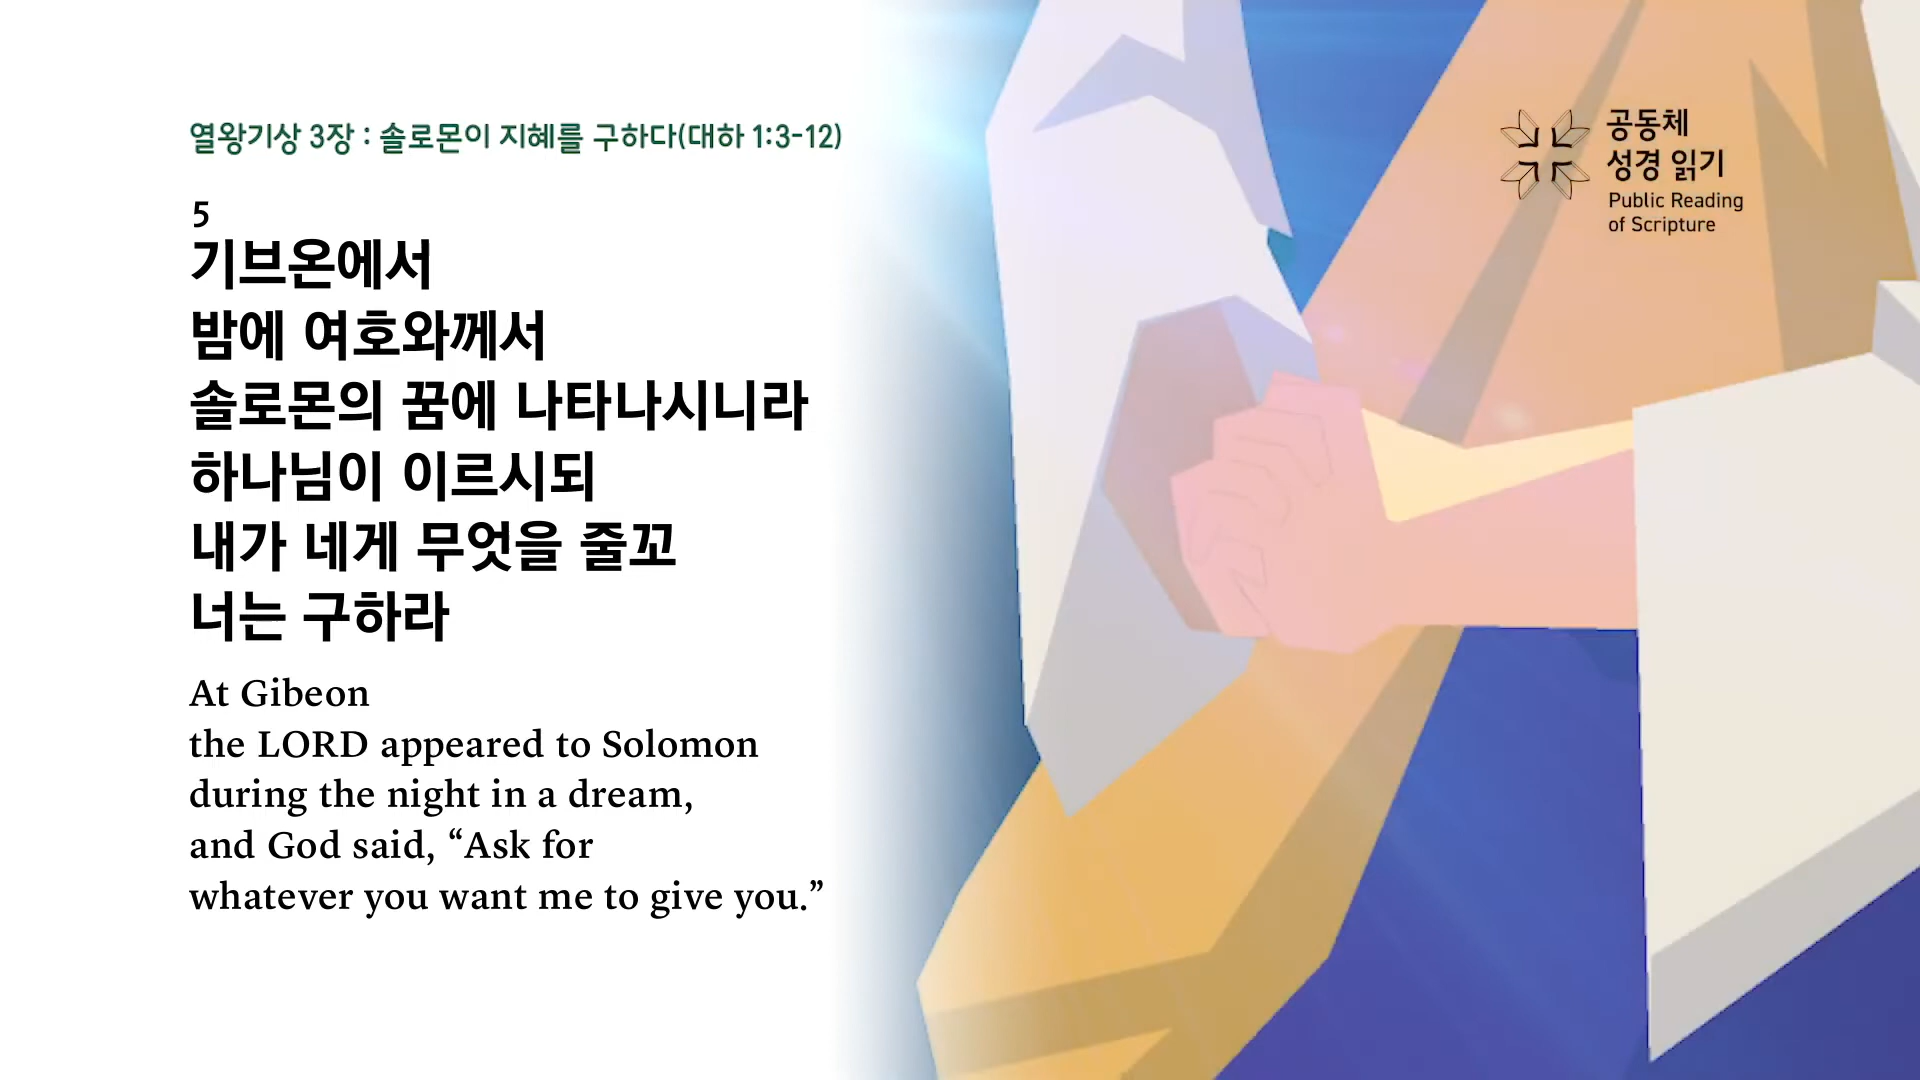 열왕기상 3장 : 솔로몬이 지혜를 구하다(대하 1:3-12)
5
기브온에서
밤에 여호와께서
솔로몬의 꿈에 나타나시니라
하나님이 이르시되
내가 네게 무엇을 줄꼬
너는 구하라
At Gibeon
the LORD appeared to Solomon
during the night in a dream,
and God said, “Ask for
whatever you want me to give you.”
공동체
성경 읽기
Public Reading
of Scripture